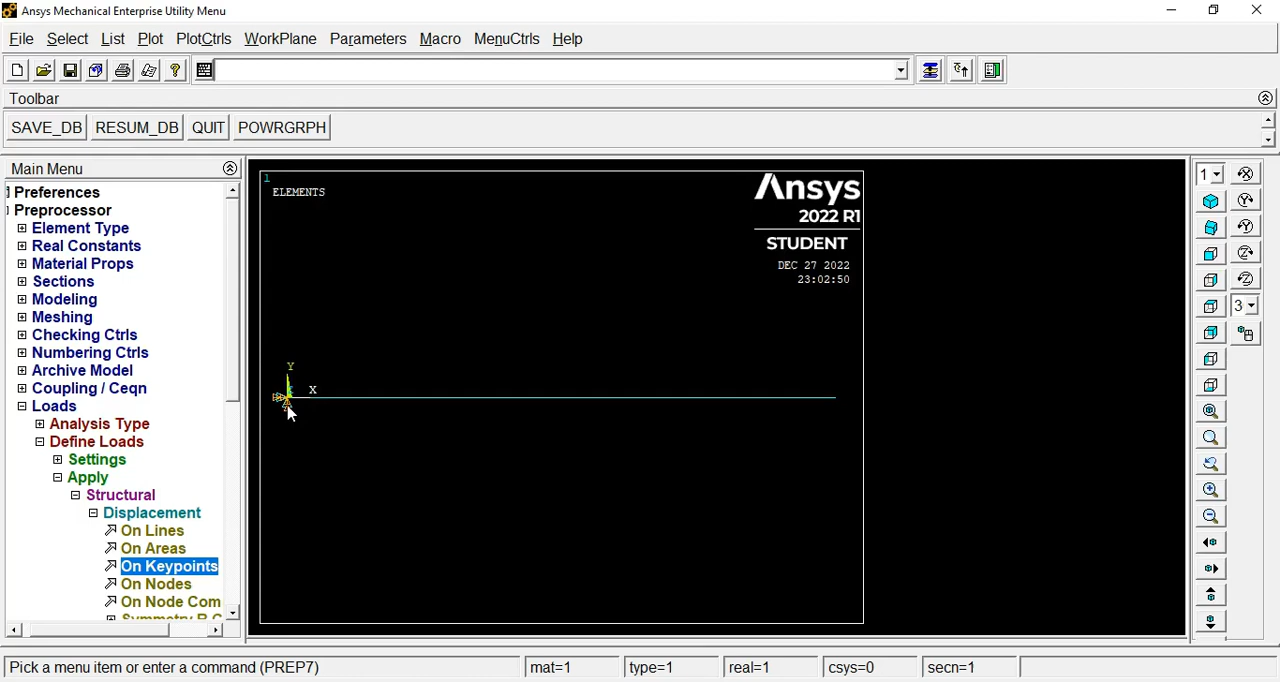 Ansys Mechanical Enterprise Utility Menu
File Select List Plot PlotCtrls WorkPlane Parameters Macro MenuCtrls Help
Toolbar
SAVE_DB RESUM_DB QUIT POWRGRPH
Main Menu
Preferences
Preprocessor
Element Type
Real Constants
Material Props
Sections
Modeling
Meshing
Checking Ctrls
Numbering Ctrls
Archive Model
Coupling / Ceqn
Loads
Analysis Type
Define Loads
Settings
Apply
Structural
Displacement
On Lines
On Areas
On Keypoints
On Nodes
On Node Com
1
ELEMENTS
Ansys
2022 R1
STUDENT
DEC 27 2022
23:02:50
Y
X
1
3
Pick a menu item or enter a command (PREP7) mat=1 type=1 real=1 csys=0 secn=1